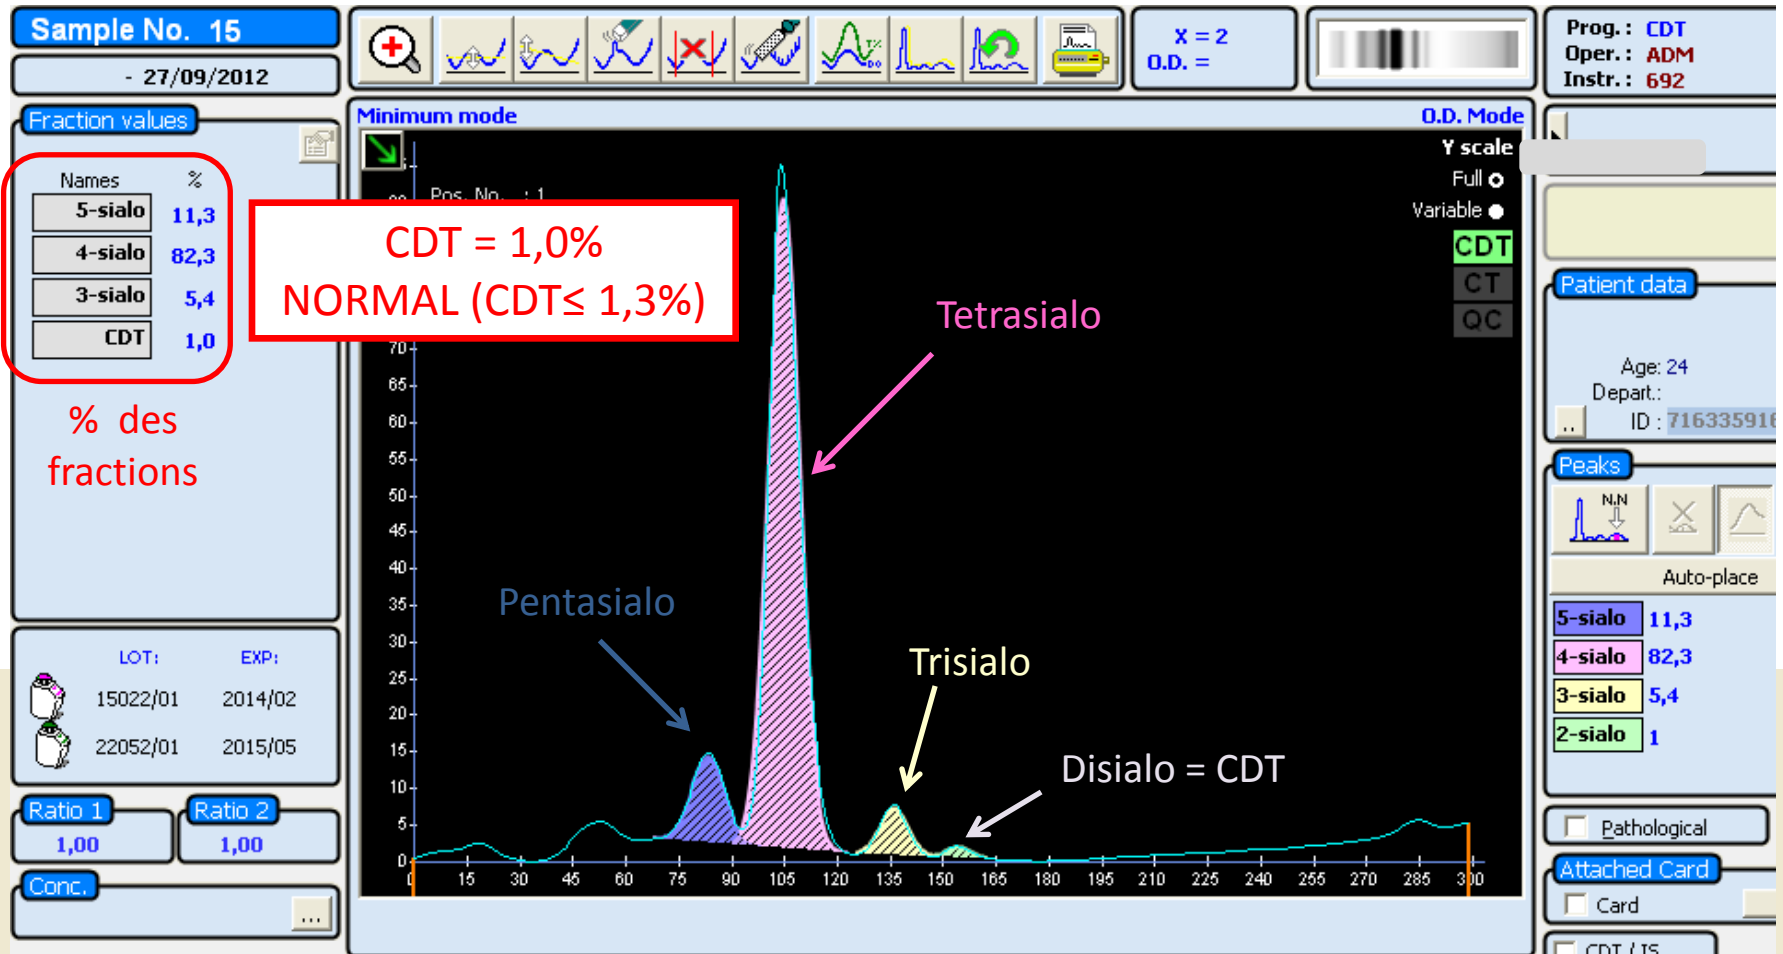 Sample No. 15
- 27/09/2012
X = 2
O.D. =
Prog.: CDT
Oper.: ADM
Instr.: 692
Fraction values
Names %
5-sialo 11,3
4-sialo 82,3
3-sialo 5,4
CDT 1,0
% des
fractions
LOT: EXP:
15022/01 2014/02
22052/01 2015/05
Ratio 1 Ratio 2
1,00 1,00
Conc.
...
Minimum mode O.D. Mode
Y scale
Full
Variable
CDT
CT
QC
Pos. No. : 1
CDT = 1,0%
NORMAL (CDT≤ 1,3%)
Tetrasialo
Pentasialo
Trisialo
Disialo = CDT
70
65
60
55
50
45
40
35
30
25
20
15
10
5
0
0 15 30 45 60 75 90 105 120 135 150 165 180 195 210 225 240 255 270 285 300
Patient data
Age: 24
Depart.:
.. ID : 716335916
Peaks
N.N
Auto-place
5-sialo 11,3
4-sialo 82,3
3-sialo 5,4
2-sialo 1
Pathological
Attached Card
Card
CDT / IS